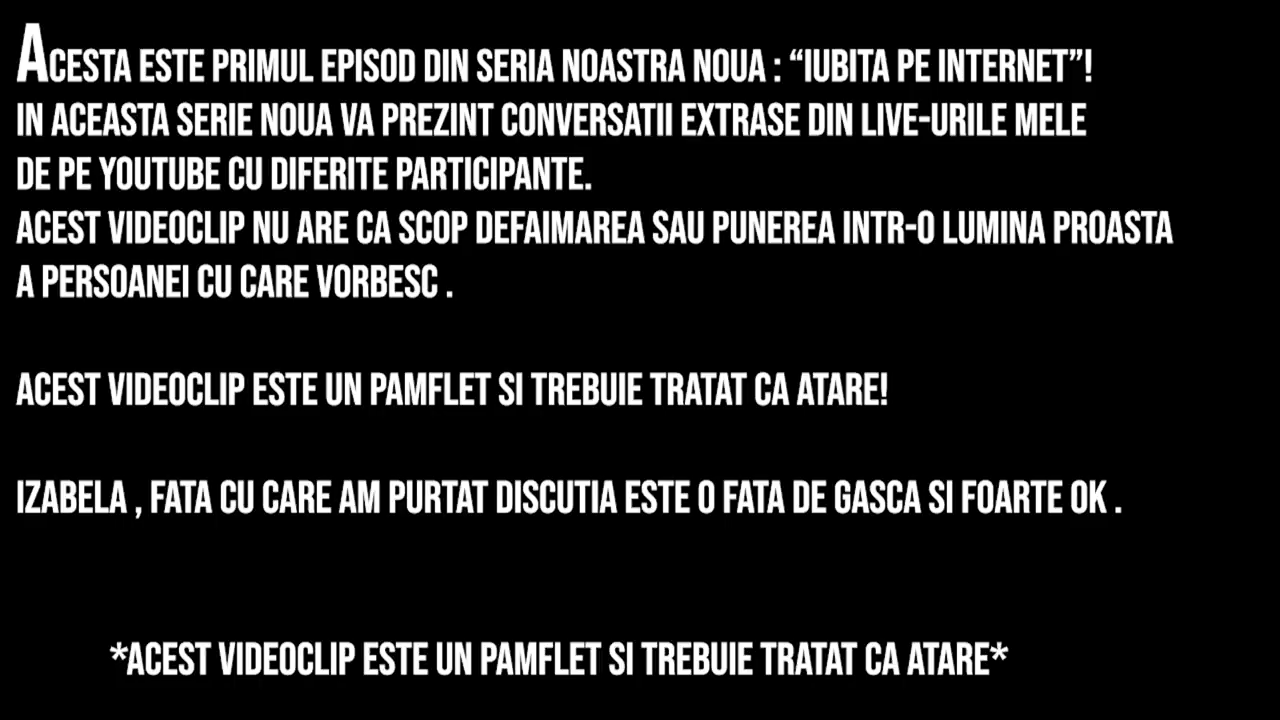 ACESTA ESTE PRIMUL EPISOD DIN SERIA NOASTRA NOUA : “IUBITA PE INTERNET”!
IN ACEASTA SERIE NOUA VA PREZINT CONVERSATII EXTRASE DIN LIVE-URILE MELE
DE PE YOUTUBE CU DIFERITE PARTICIPANTE.
ACEST VIDEOCLIP NU ARE CA SCOP DEFAIMAREA SAU PUNEREA INTR-O LUMINA PROASTA
A PERSOANEI CU CARE VORBESC .
ACEST VIDEOCLIP ESTE UN PAMFLET SI TREBUIE TRATAT CA ATARE!
IZABELA , FATA CU CARE AM PURTAT DISCUTIA ESTE O FATA DE GASCA SI FOARTE OK .
*ACEST VIDEOCLIP ESTE UN PAMFLET SI TREBUIE TRATAT CA ATARE*